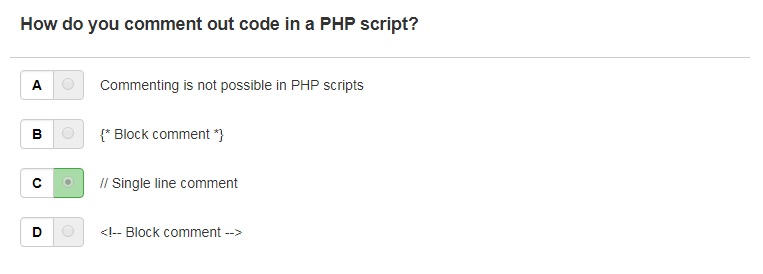 How do you comment out code in a PHP script?
A Commenting is not possible in PHP scripts
B {* Block comment *}
C // Single line comment
D <!-- Block comment -->